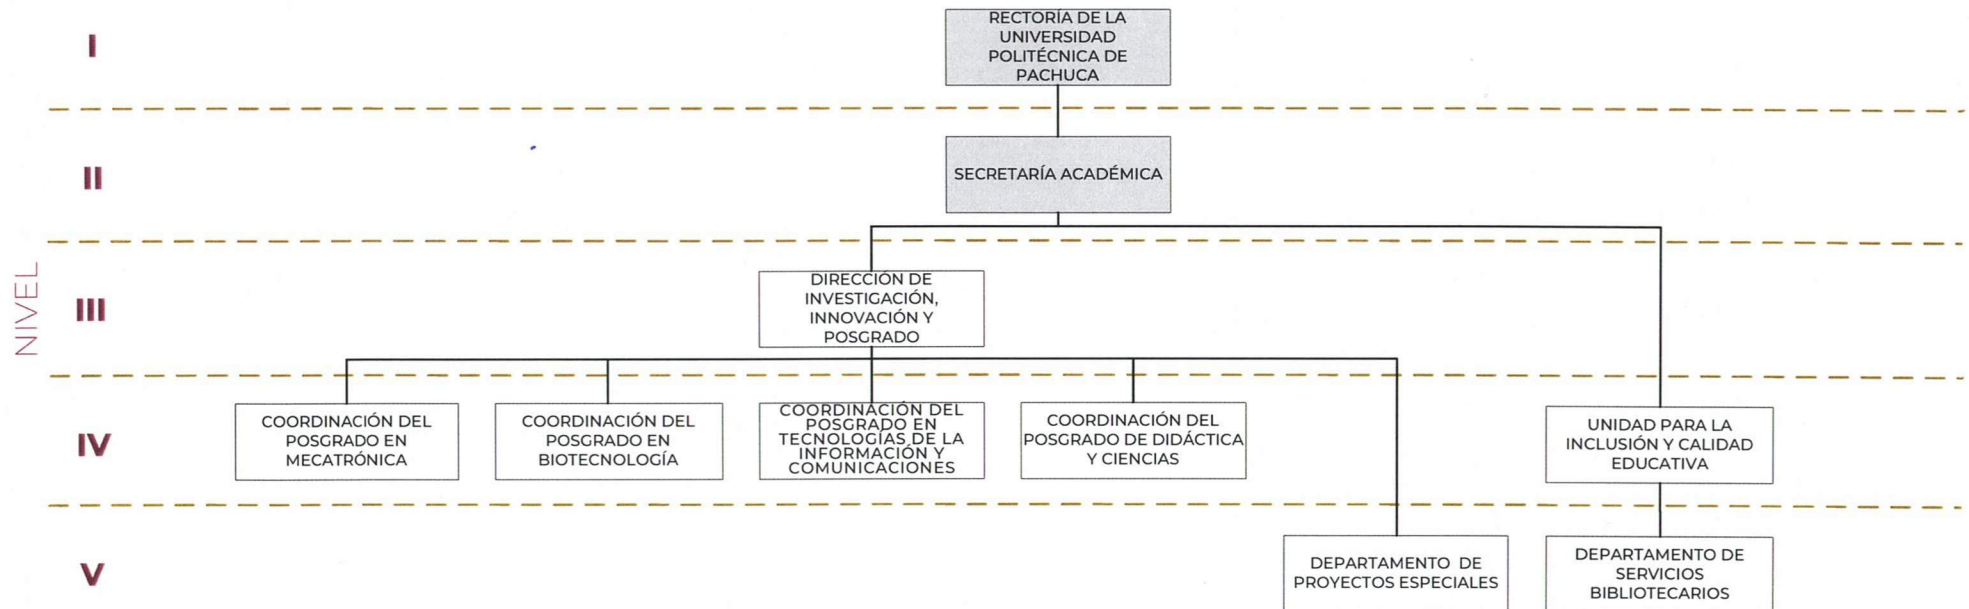 I
RECTORÍA DE LA
UNIVERSIDAD
POLITÉCNICA DE
PACHUCA
II
SECRETARÍA ACADÉMICA
NIVEL
III
DIRECCIÓN DE
INVESTIGACIÓN,
INNOVACIÓN Y
POSGRADO
IV
COORDINACIÓN DEL
POSGRADO EN
MECATRÓNICA
COORDINACIÓN DEL
POSGRADO EN
BIOTECNOLOGÍA
COORDINACIÓN DEL
POSGRADO EN
TECNOLOGÍAS DE LA
INFORMACIÓN Y
COMUNICACIONES
COORDINACIÓN DEL
POSGRADO DE DIDÁCTICA
Y CIENCIAS
UNIDAD PARA LA
INCLUSIÓN Y CALIDAD
EDUCATIVA
V
DEPARTAMENTO DE
PROYECTOS ESPECIALES
DEPARTAMENTO DE
SERVICIOS
BIBLIOTECARIOS